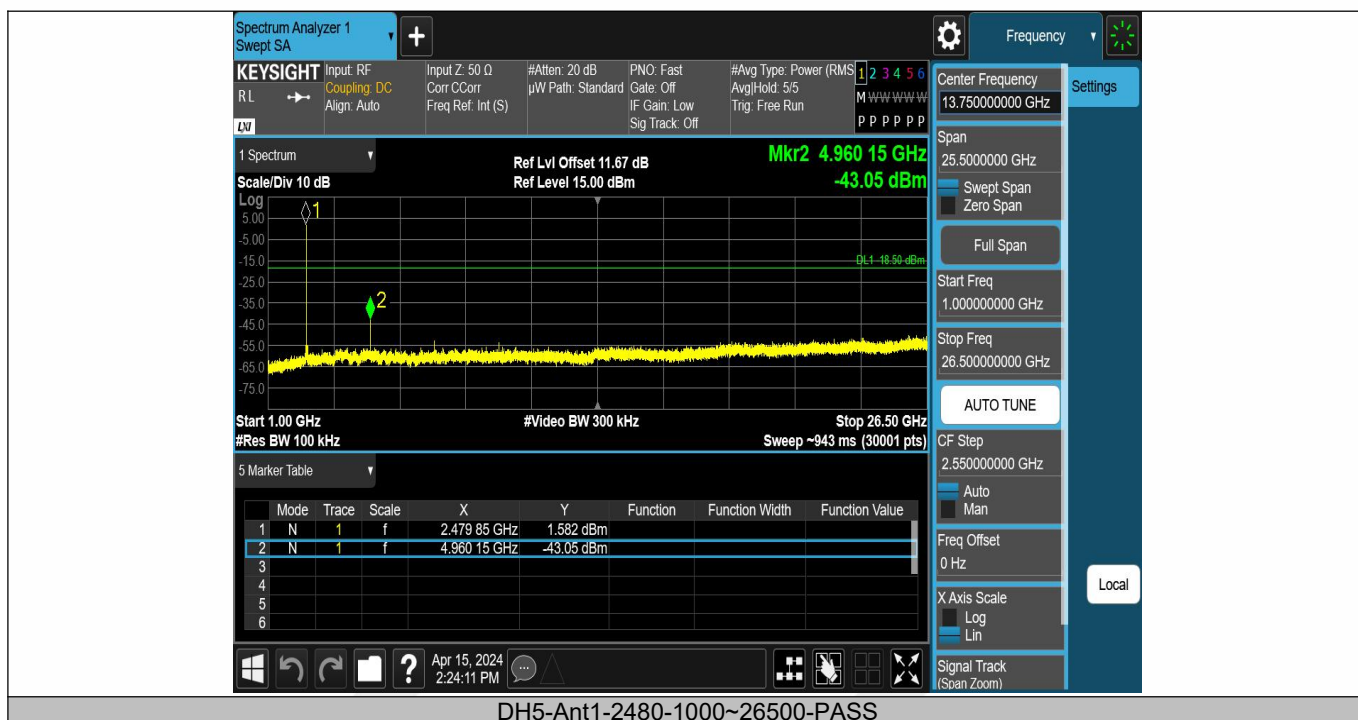 Spectrum Analyzer 1
Swept SA
+
Frequency
KEYSIGHT
R L
LXI
Input: RF
Coupling: DC
Align: Auto
Input Z: 50 Ω
Corr CCorr
Freq Ref: Int (S)
#Atten: 20 dB
µW Path: Standard
PNO: Fast
Gate: Off
IF Gain: Low
Sig Track: Off
#Avg Type: Power (RMS
Avg|Hold: 5/5
Trig: Free Run
1 2 3 4 5 6
M W W W W W
P P P P P P
1 Spectrum
Scale/Div 10 dB
Ref Lvl Offset 11.67 dB
Ref Level 15.00 dBm
Mkr2 4.960 15 GHz
-43.05 dBm
Log
5.00
-5.00
-15.0
-25.0
-35.0
-45.0
-55.0
-65.0
-75.0
1
2
DL1 -18.50 dBm
Start 1.00 GHz
#Video BW 300 kHz
Stop 26.50 GHz
#Res BW 100 kHz
Sweep ~943 ms (30001 pts)
5 Marker Table
Mode Trace Scale X Y Function Function Width Function Value
1 N 1 f 2.479 85 GHz 1.582 dBm
2 N 1 f 4.960 15 GHz -43.05 dBm
3
4
5
6
?
Apr 15, 2024
2:24:11 PM
Center Frequency
13.750000000 GHz
Settings
Span
25.5000000 GHz
Swept Span
Zero Span
Full Span
Start Freq
1.000000000 GHz
Stop Freq
26.500000000 GHz
AUTO TUNE
CF Step
2.550000000 GHz
Auto
Man
Freq Offset
0 Hz
Local
X Axis Scale
Log
Lin
Signal Track
(Span Zoom)
DH5-Ant1-2480-1000~26500-PASS